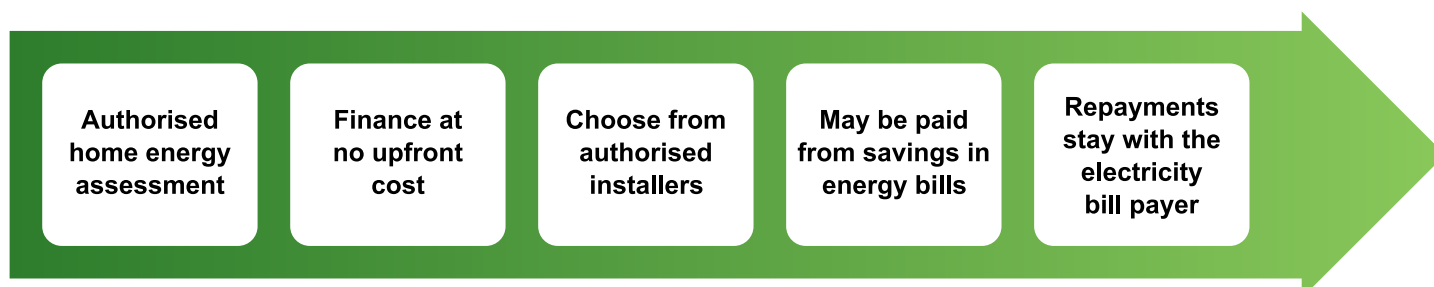 Authorised
home energy
assessment
Finance at
no upfront
cost
Choose from
authorised
installers
May be paid
from savings in
energy bills
Repayments
stay with the
electricity
bill payer